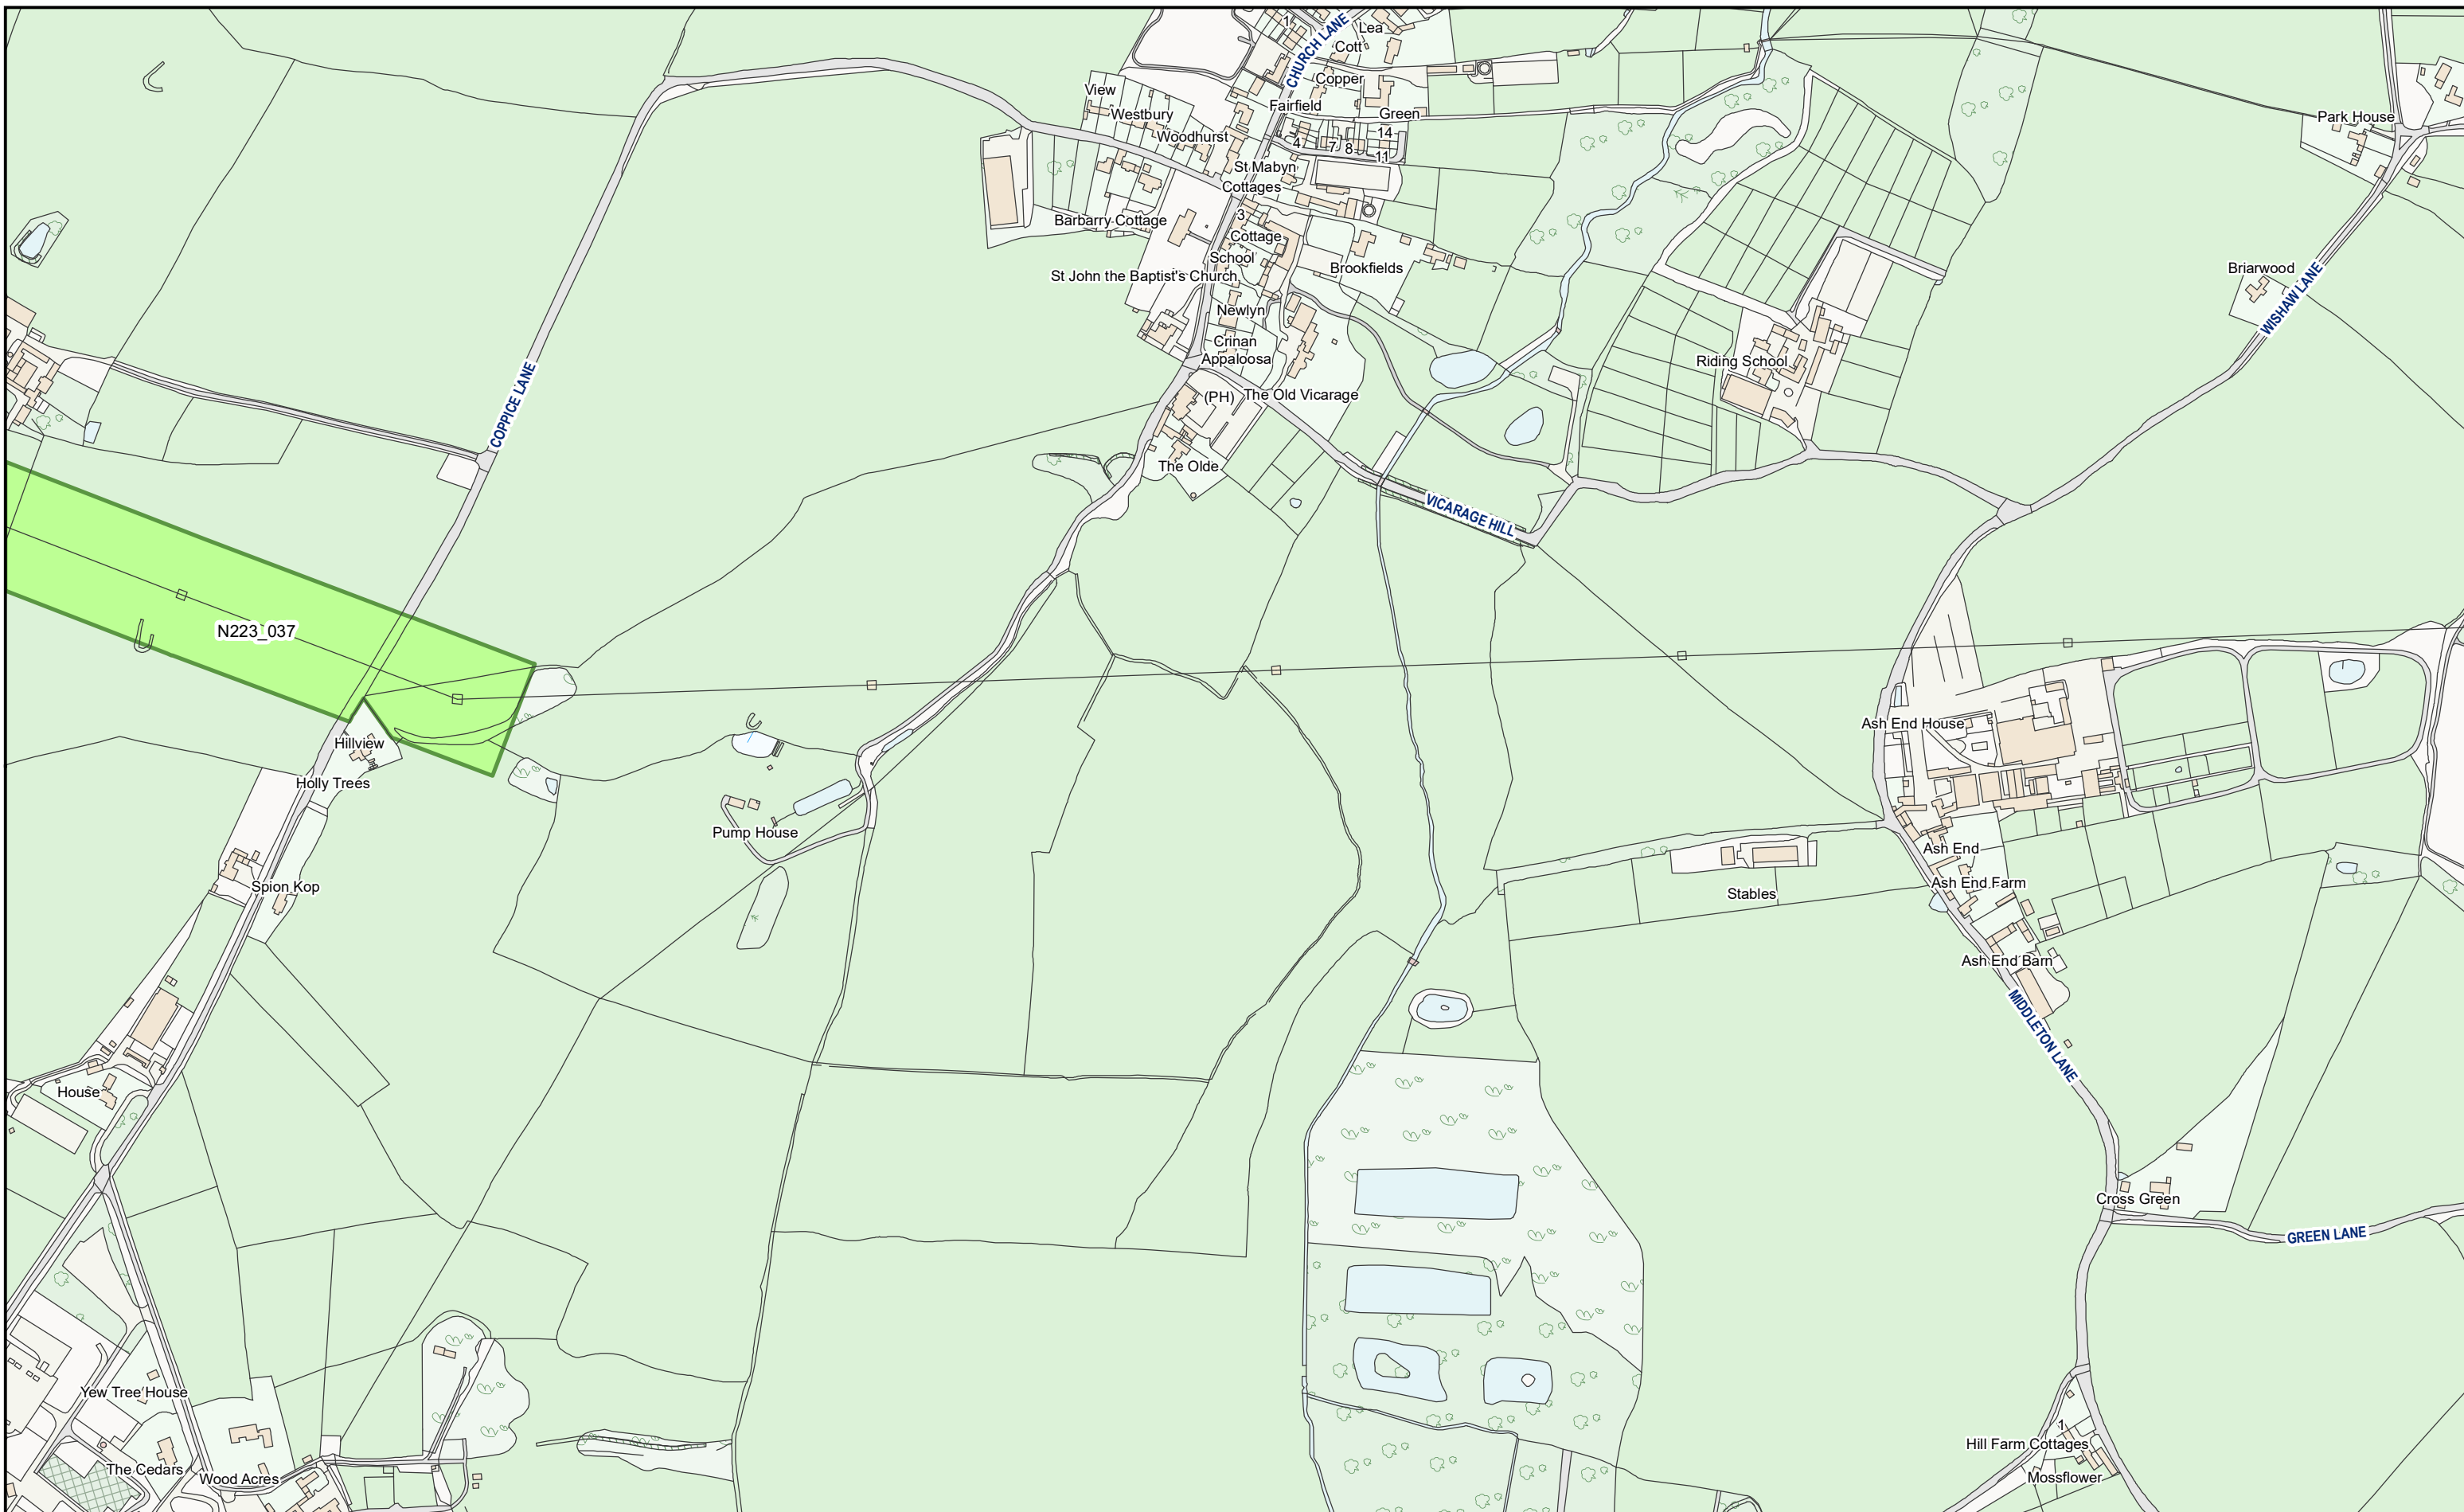 1
Lea
CHURCH LANE
Cott
Copper
View
Fairfield
Westbury
Green
Park House
Woodhurst
14
4
7
8
11
St Mabyn
Cottages
3
Barbarry Cottage
Cottage
School
Brookfields
Briarwood
St John the Baptist's Church
WISHAW LANE
Newlyn
Crinan
Appaloosa
Riding School
(PH)
The Old Vicarage
COPPICE LANE
The Olde
VICARAGE HILL
N223_037
Ash End House
Hillview
Holly Trees
Pump House
Ash End
Spion Kop
Ash End Farm
Stables
Ash End Barn
MIDDLETON LANE
House
Cross Green
GREEN LANE
Yew Tree House
1
Hill Farm Cottages
The Cedars
Wood Acres
Mossflower